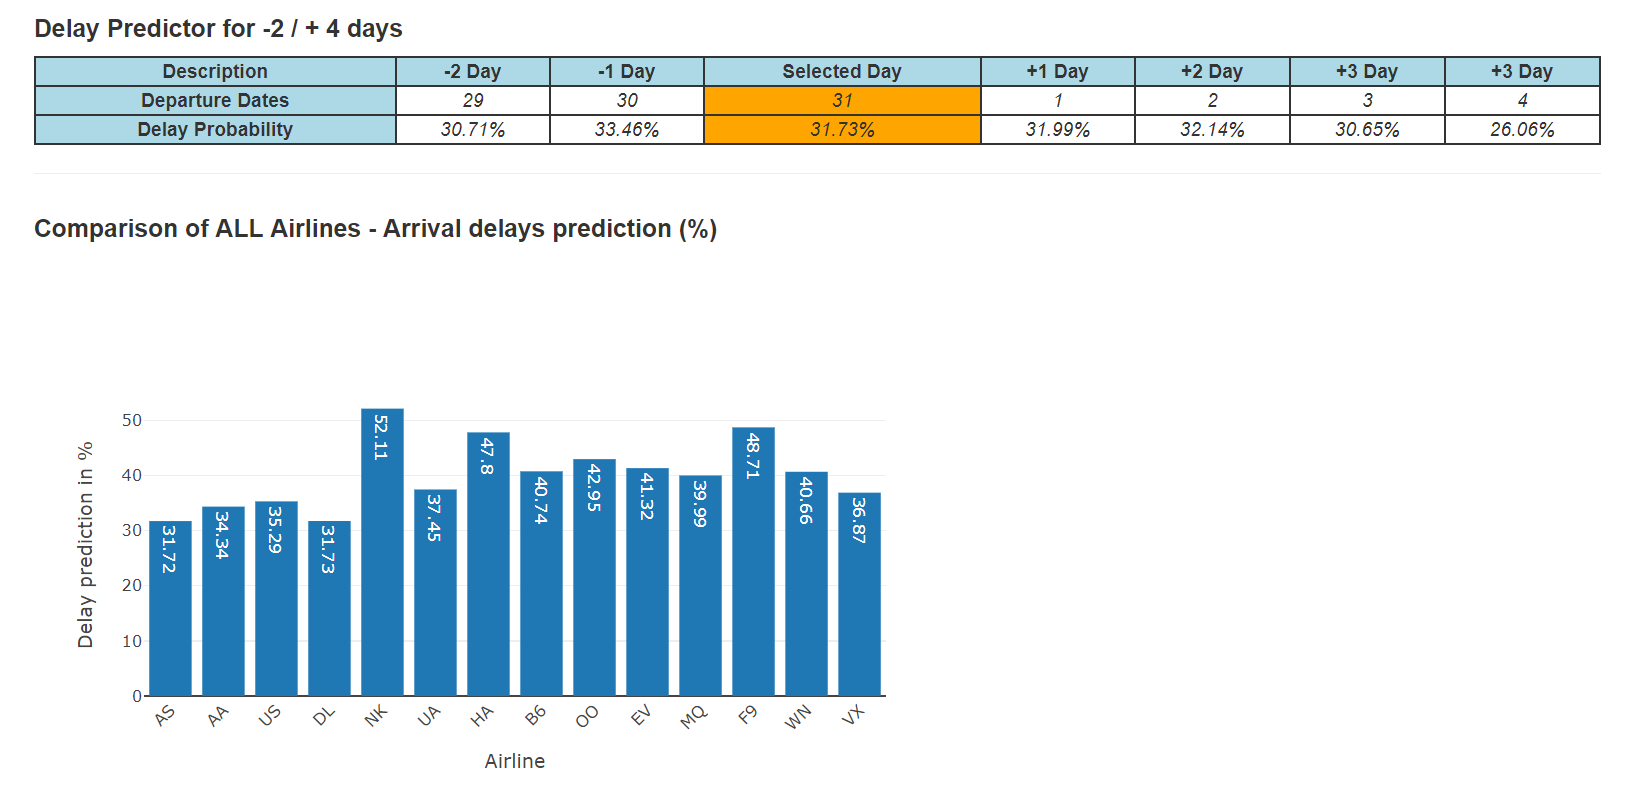 Delay Predictor for -2 / + 4 days
Description -2 Day -1 Day Selected Day +1 Day +2 Day +3 Day +3 Day
Departure Dates 29 30 31 1 2 3 4
Delay Probability 30.71% 33.46% 31.73% 31.99% 32.14% 30.65% 26.06%
Comparison of ALL Airlines - Arrival delays prediction (%)
Delay prediction in %
50
40
30
20
10
0
31.72 34.34 35.29 31.73 52.11 37.45 47.8 40.74 42.95 41.32 39.99 48.71 40.66 36.87
AS AA US DL NK UA HA B6 OO EV MQ F9 WN VX
Airline